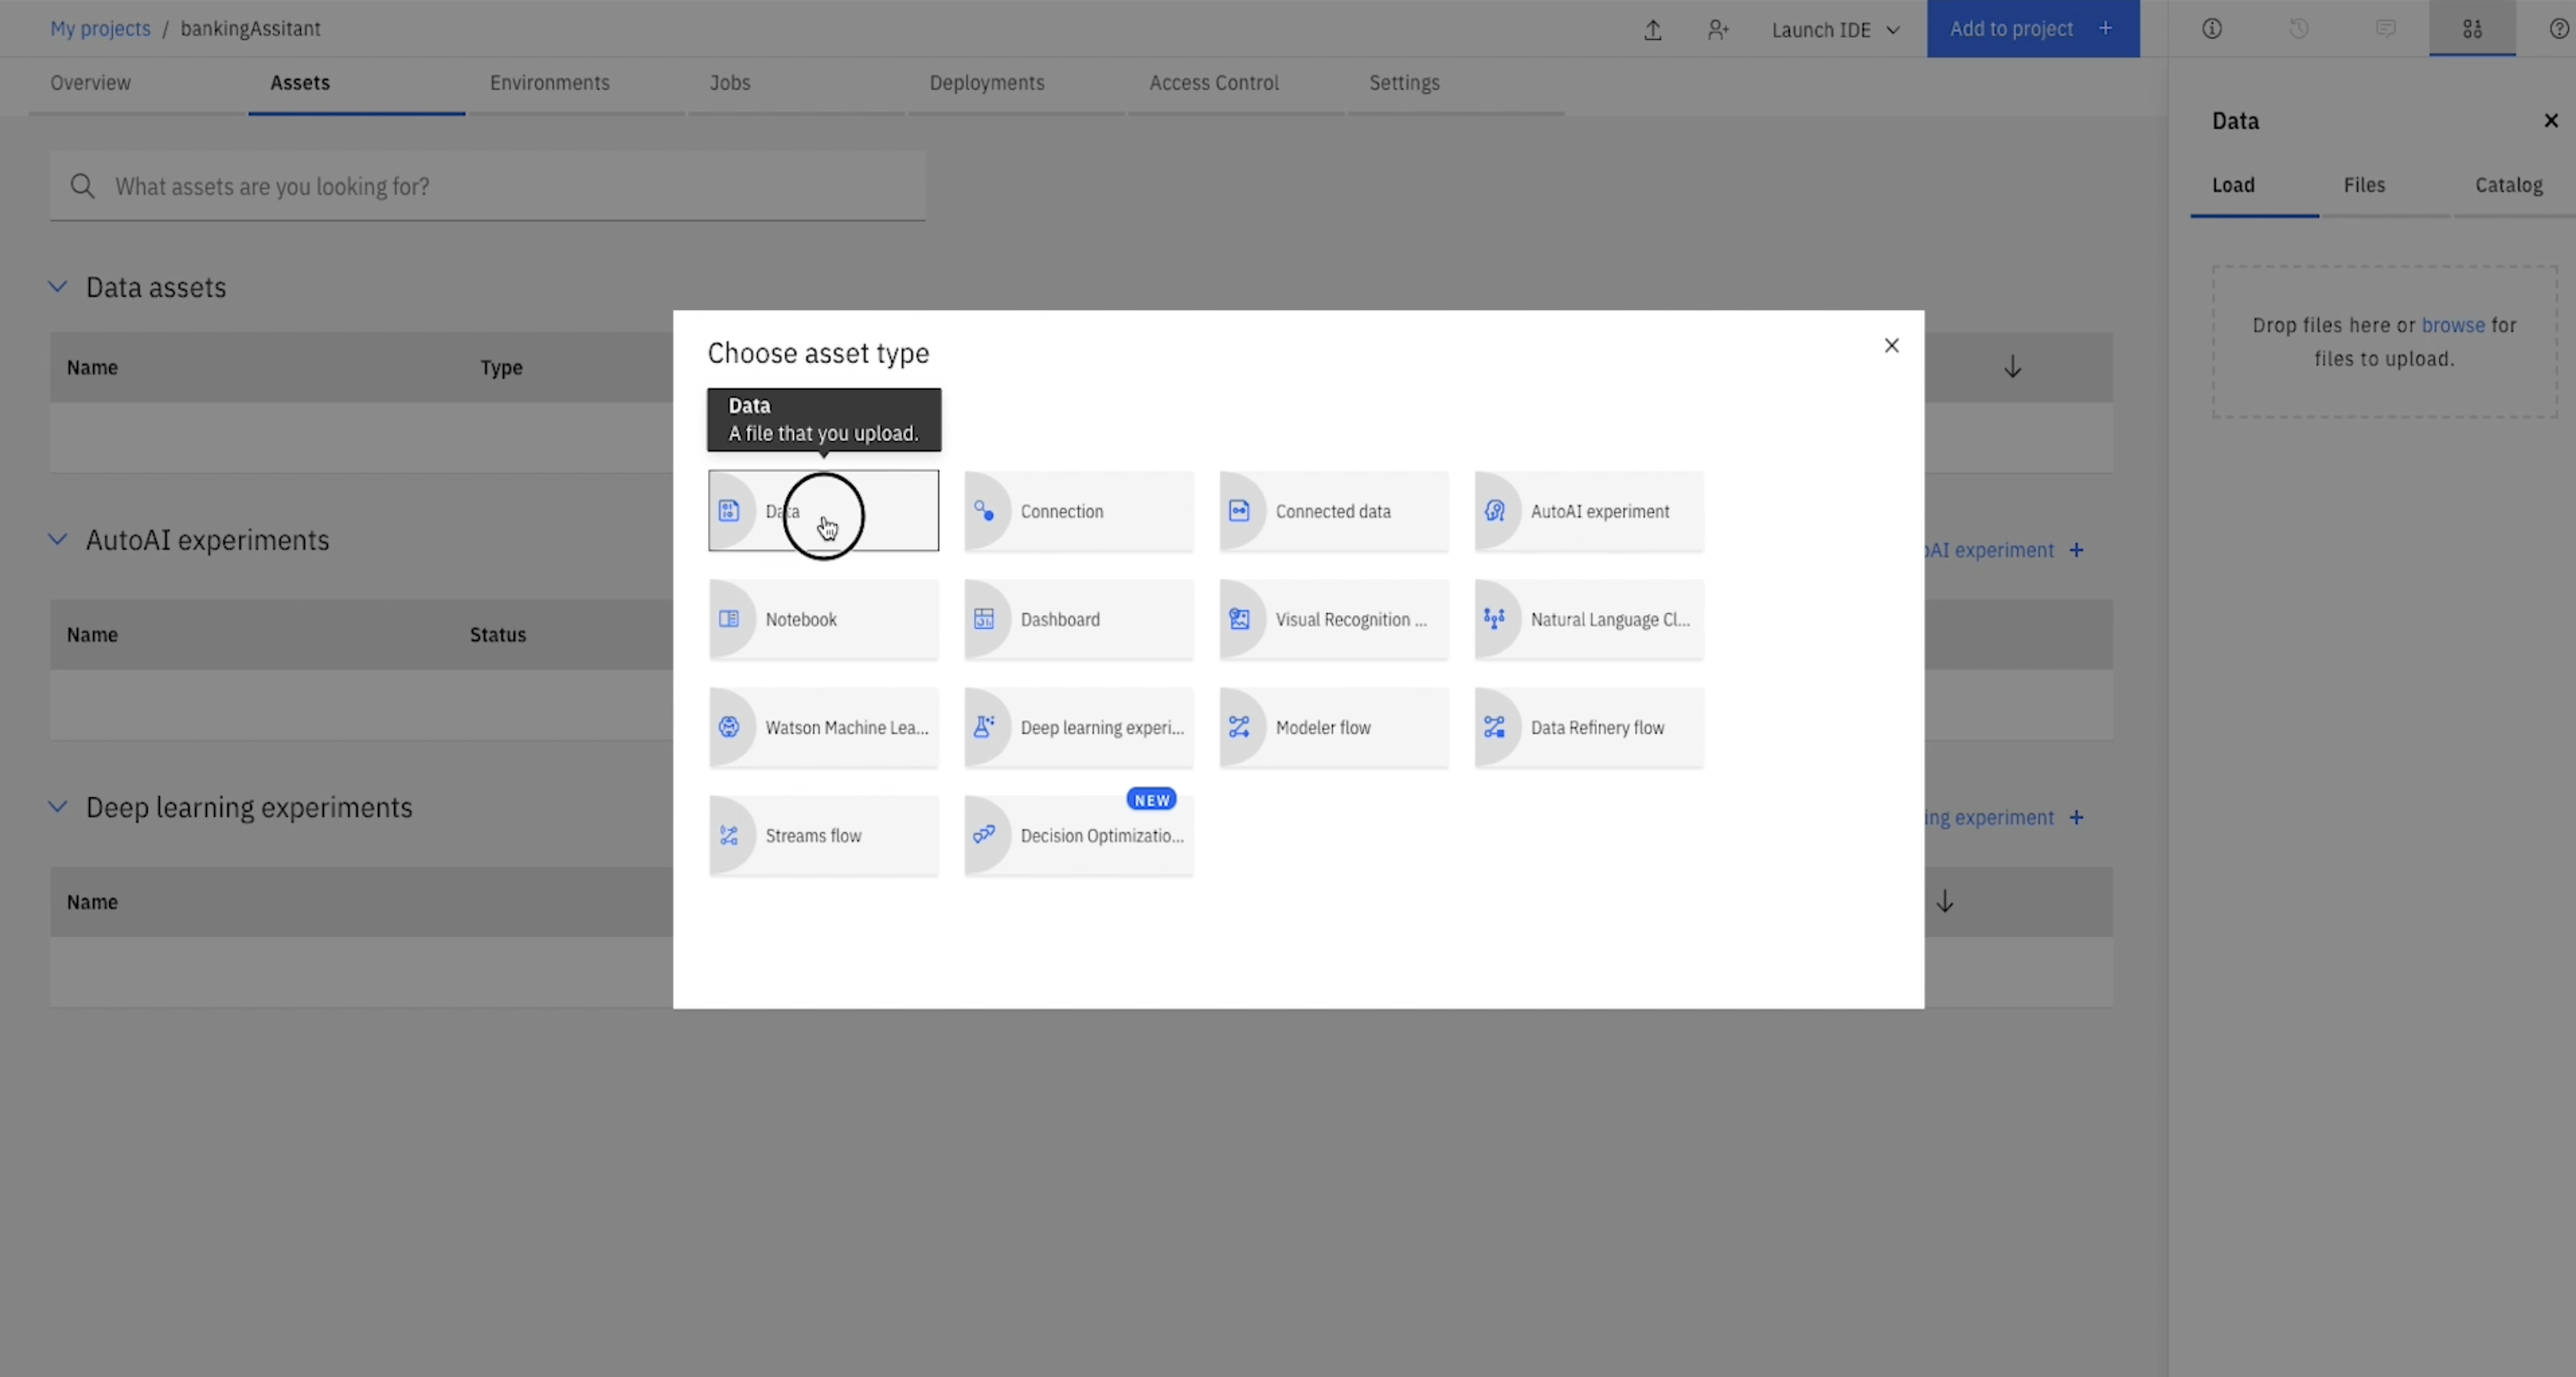 My projects / bankingAssitant
Launch IDE
Add to project +
Overview
Assets
Environments
Jobs
Deployments
Access Control
Settings
What assets are you looking for?
Data assets
Name
Type
AutoAI experiments
oAI experiment +
Name
Status
Deep learning experiments
ing experiment +
Name
Choose asset type
Data
A file that you upload.
Data
Connection
Connected data
AutoAI experiment
Notebook
Dashboard
Visual Recognition ...
Natural Language Cl...
Watson Machine Lea...
Deep learning experi...
Modeler flow
Data Refinery flow
Streams flow
NEW
Decision Optimizatio...
Data
Load
Files
Catalog
Drop files here or browse for
files to upload.